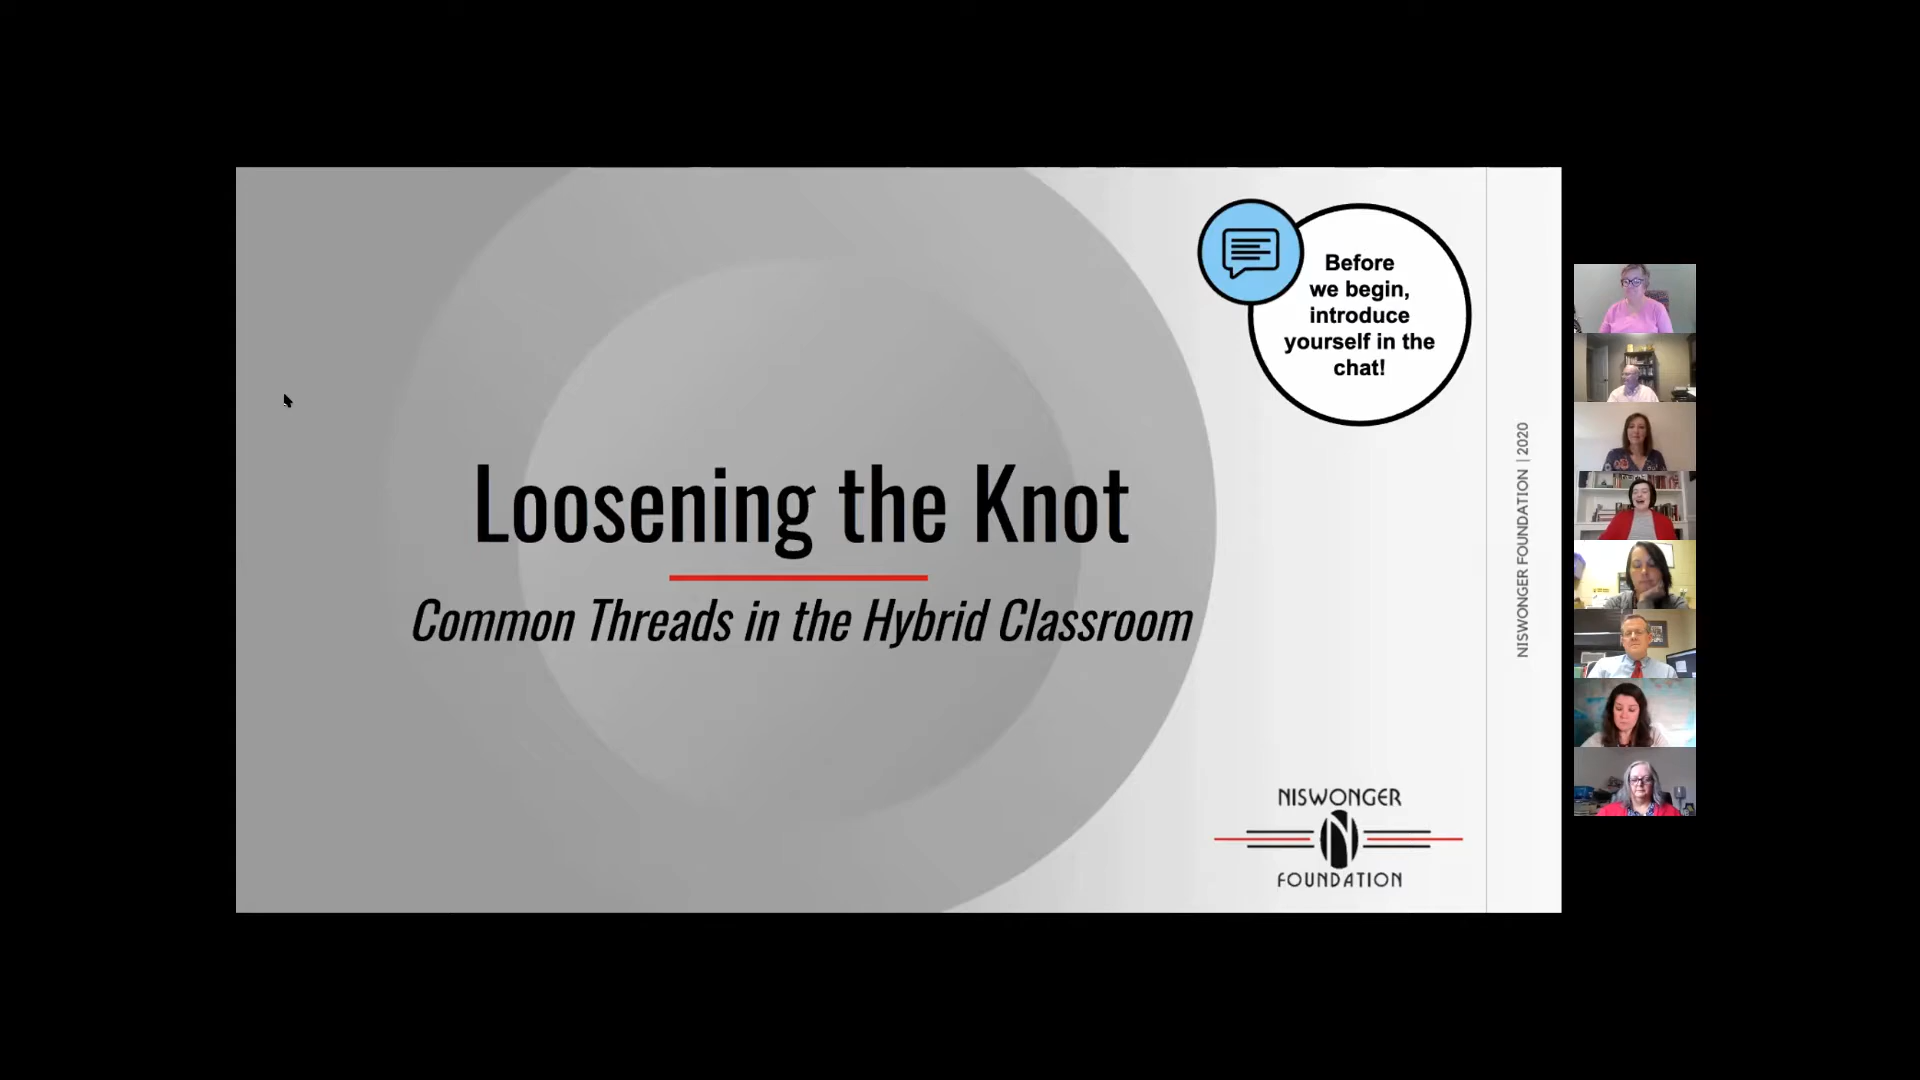 Before
we begin,
introduce
yourself in the
chat!
Loosening the Knot
Common Threads in the Hybrid Classroom
NISWONGER FOUNDATION | 2020
NISWONGER
N
FOUNDATION